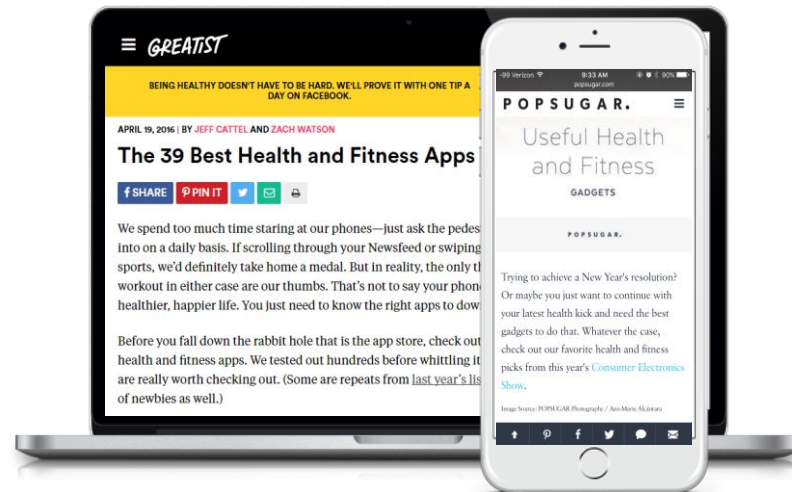 GREATIST
BEING HEALTHY DOESN'T HAVE TO BE HARD. WE'LL PROVE IT WITH ONE TIP A
DAY ON FACEBOOK.
APRIL 19, 2016 | BY JEFF CATTEL AND ZACH WATSON
The 39 Best Health and Fitness Apps
SHARE
PIN IT
We spend too much time staring at our phones—just ask the
into on a daily basis. If scrolling through your Newsfeed or swiping
sports, we'd definitely take home a medal. But in reality, the only
workout in either case are our thumbs. That's not to say your
healthier, happier life. You just need to know the right apps to
Before you fall down the rabbit hole that is the app store, check out
health and fitness apps. We tested out hundreds before whittling it
are really worth checking out. (Some are repeats from last year's
of newbies as well.)
-99 Verizon 9:33 AM 90%
popsugar.com
POPSUGAR.
Useful Health
and Fitness
GADGETS
POPSUGAR.
Trying to achieve a New Year's resolution?
Or maybe you just want to continue with
your latest health kick and need the best
gadgets to do that. Whatever the case,
check out our favorite health and fitness
picks from this year's Consumer Electronics
Show.
Image Source: POPSUGAR Photography / Ann-Marie Alcántara